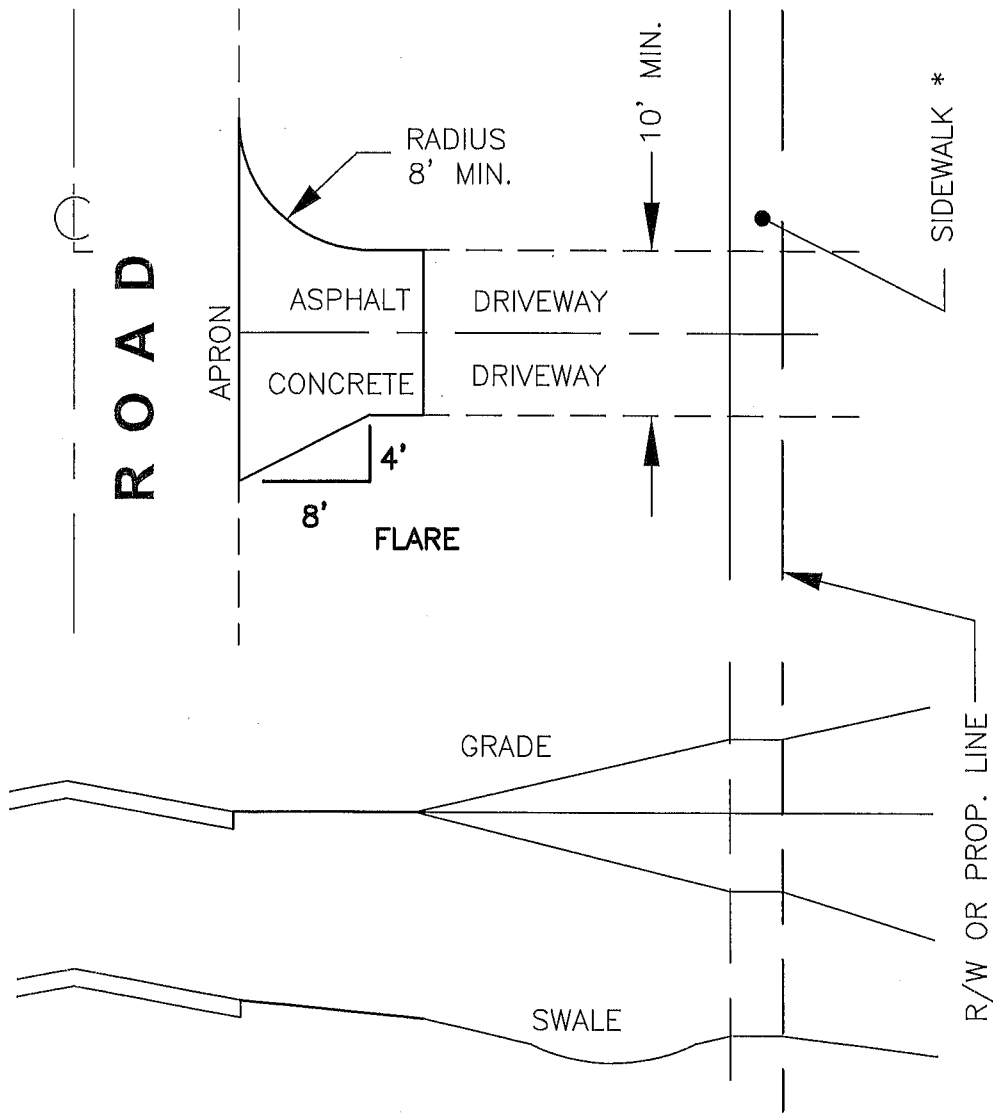 ℄
ROAD
APRON
RADIUS
8' MIN.
10' MIN.
SIDEWALK *
ASPHALT
DRIVEWAY
CONCRETE
DRIVEWAY
4'
8'
FLARE
GRADE
R/W OR PROP. LINE
SWALE